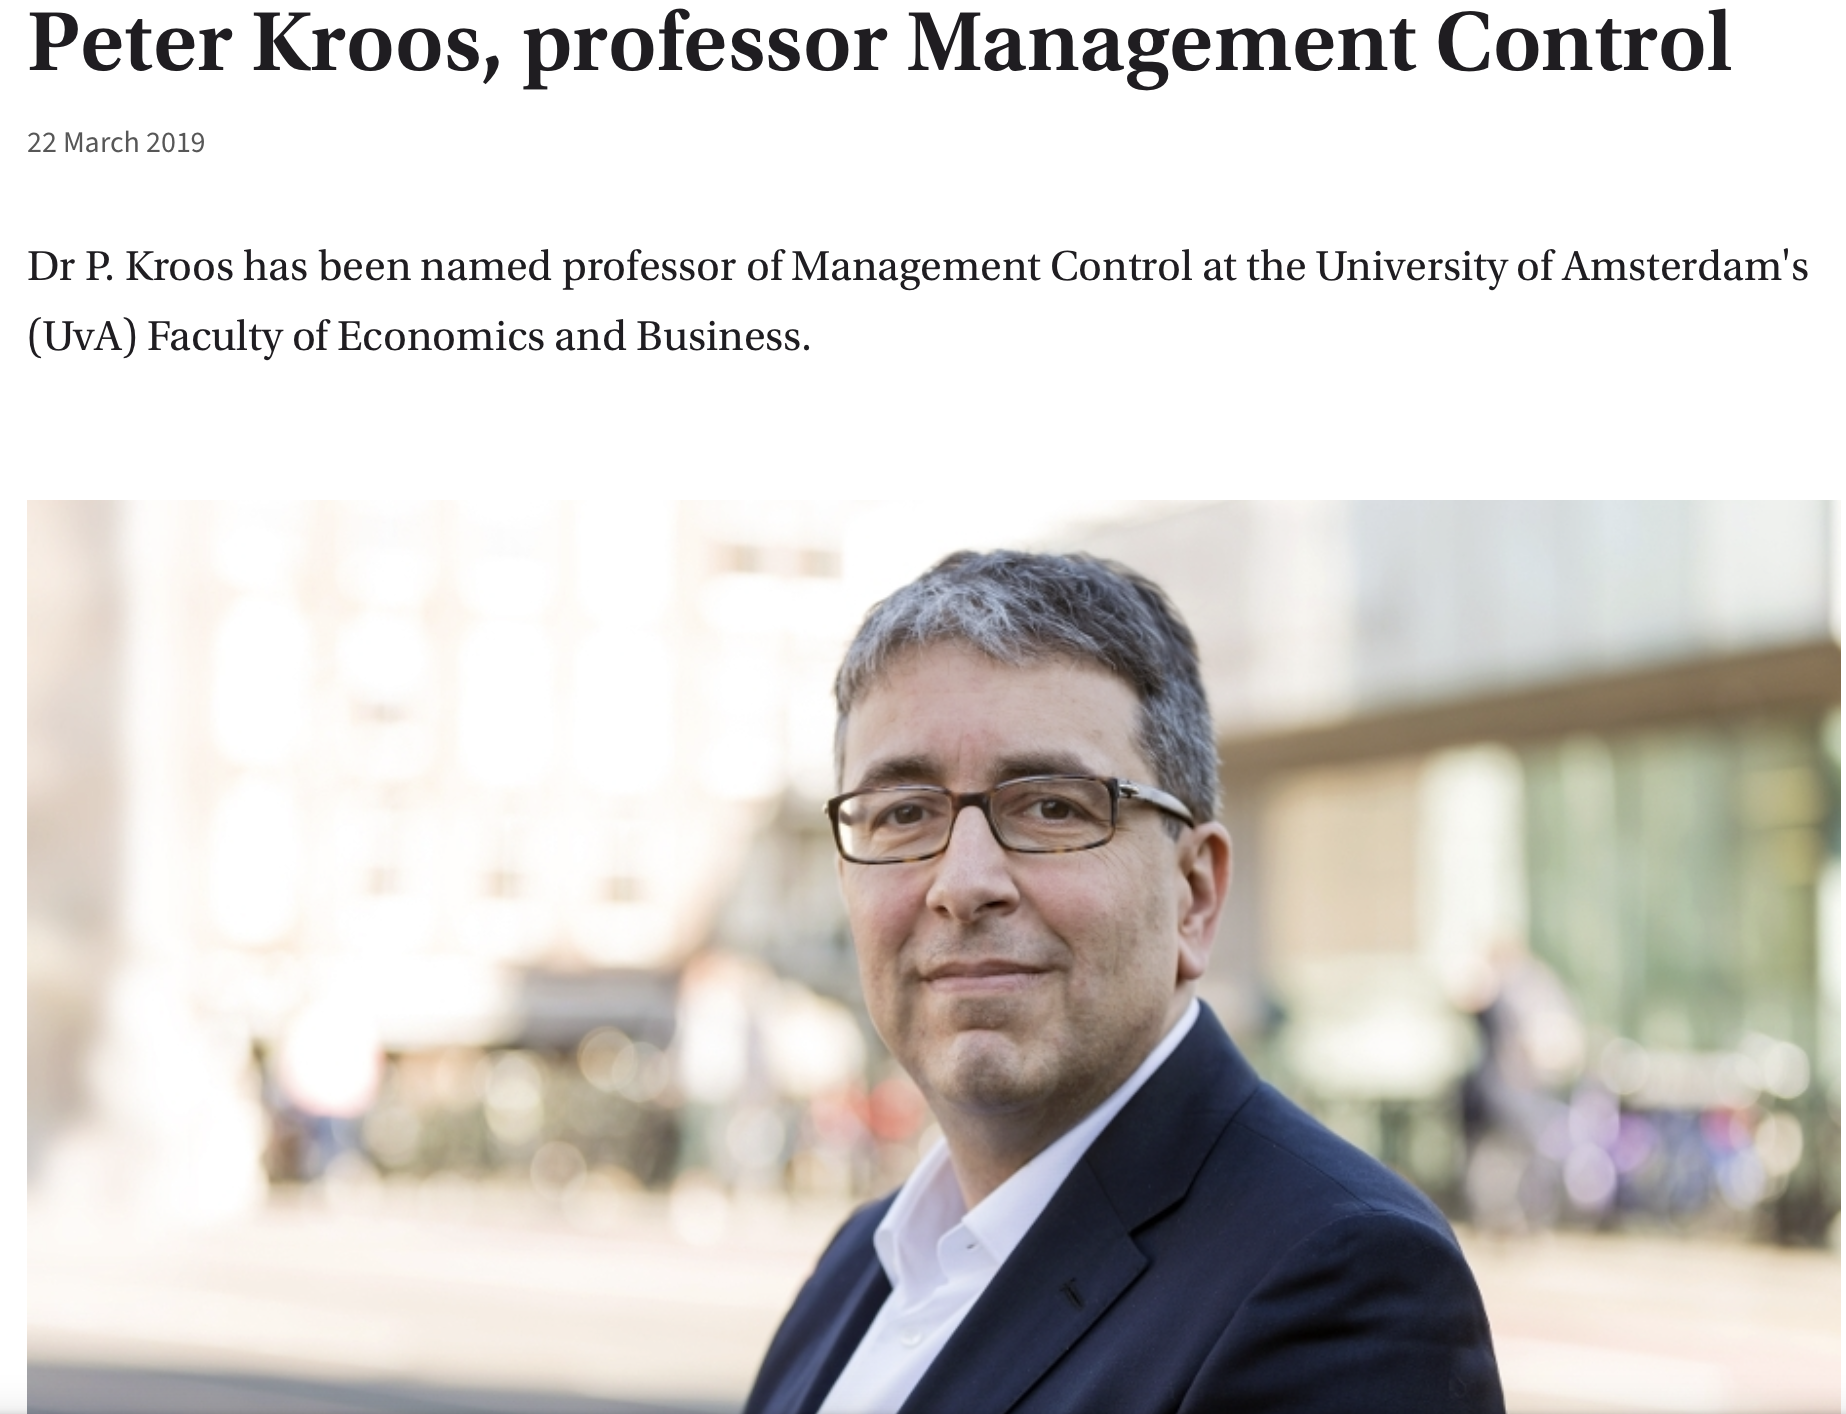 Peter Kroos, professor Management Control
22 March 2019
Dr P. Kroos has been named professor of Management Control at the University of Amsterdam's
(UvA) Faculty of Economics and Business.